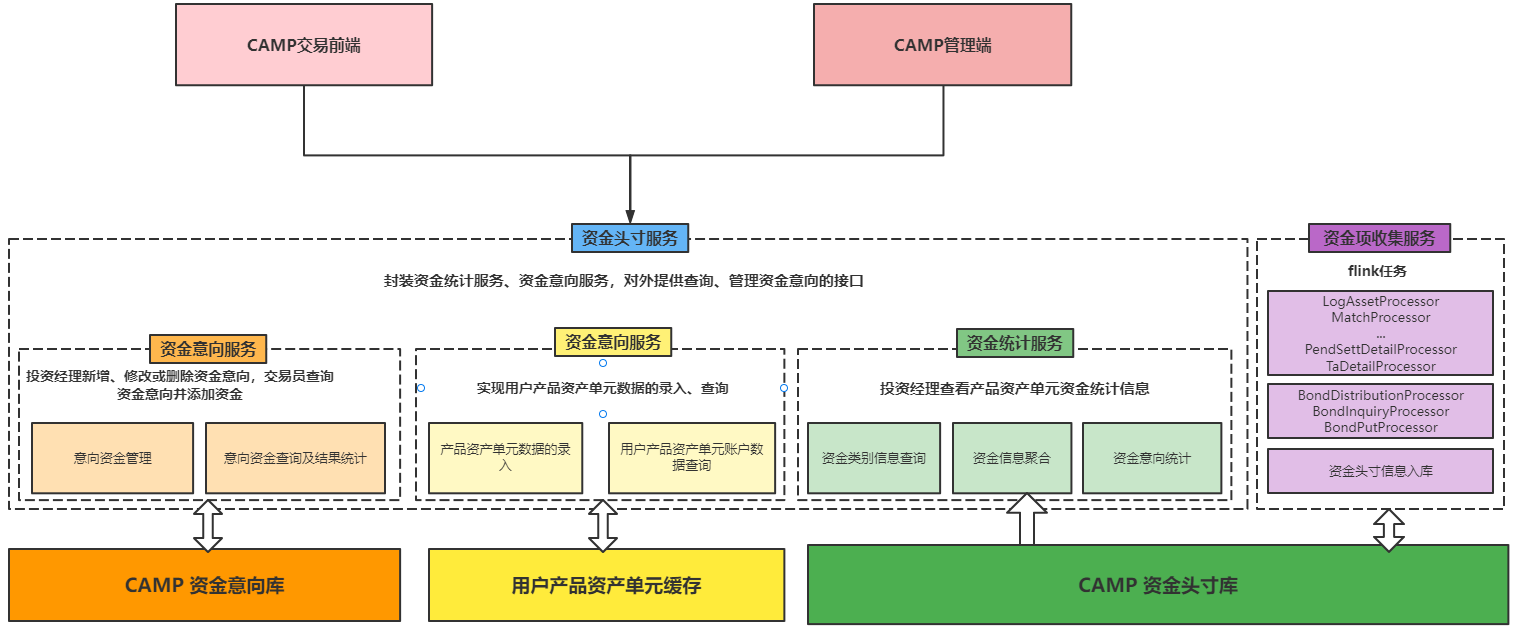 CAMP交易前端
CAMP管理端
资金头寸服务
封装资金统计服务、资金意向服务，对外提供查询、管理资金意向的接口
资金意向服务
投资经理新增、修改或删除资金意向，交易员查询
资金意向并添加资金
意向资金管理
意向资金查询及结果统计
资金意向服务
实现用户产品资产单元数据的录入、查询
产品资产单元数据的录
入
用户产品资产单元账户数
据查询
资金统计服务
投资经理查看产品资产单元资金统计信息
资金类别信息查询
资金信息聚合
资金意向统计
资金项收集服务
flink任务
LogAssetProcessor
MatchProcessor
...
PendSettDetailProcessor
TaDetailProcessor
BondDistributionProcessor
BondInquiryProcessor
BondPutProcessor
资金头寸信息入库
CAMP 资金意向库
用户产品资产单元缓存
CAMP 资金头寸库